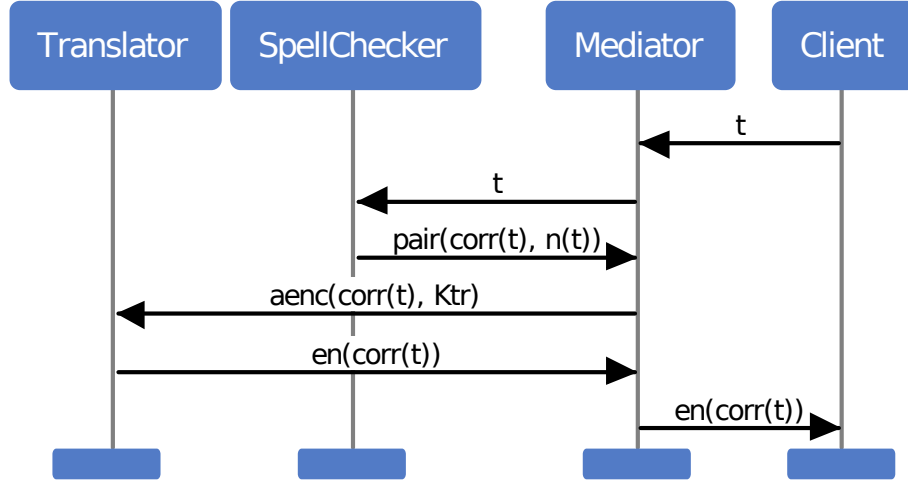 Translator
SpellChecker
Mediator
Client
t
t
pair(corr(t), n(t))
aenc(corr(t), Ktr)
en(corr(t))
en(corr(t))